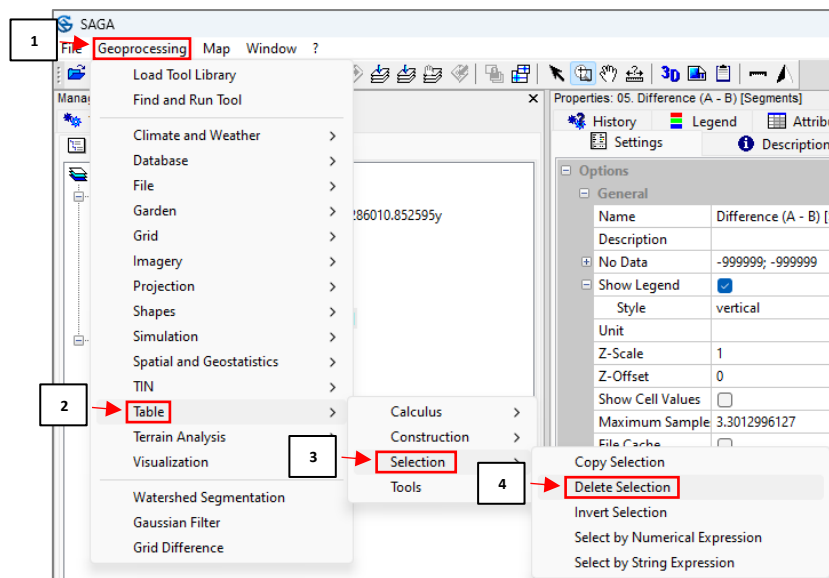 SAGA
1
File Geoprocessing Map Window ?
3D
Load Tool Library
Find and Run Tool
Climate and Weather
Database
File
Garden
Grid
Imagery
Projection
Shapes
Simulation
Spatial and Geostatistics
TIN
2
Table
Terrain Analysis
Visualization
Watershed Segmentation
Gaussian Filter
Grid Difference
286010.852595y
Calculus
Construction
3
Selection
Tools
4
Copy Selection
Delete Selection
Invert Selection
Select by Numerical Expression
Select by String Expression
Properties: 05. Difference (A - B) [Segments]
History Legend
Settings Description
Options
General
Name Difference (A - B) [
Description
No Data -999999; -999999
Show Legend
Style vertical
Unit
Z-Scale 1
Z-Offset 0
Show Cell Values
Maximum Sample 3.3012996127
File Cache